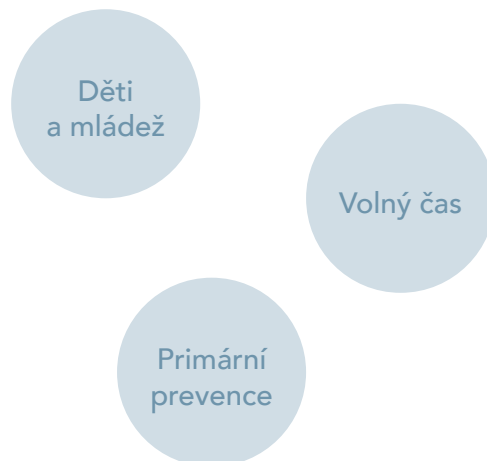 Děti
a mládež
Volný čas
Primární
prevence